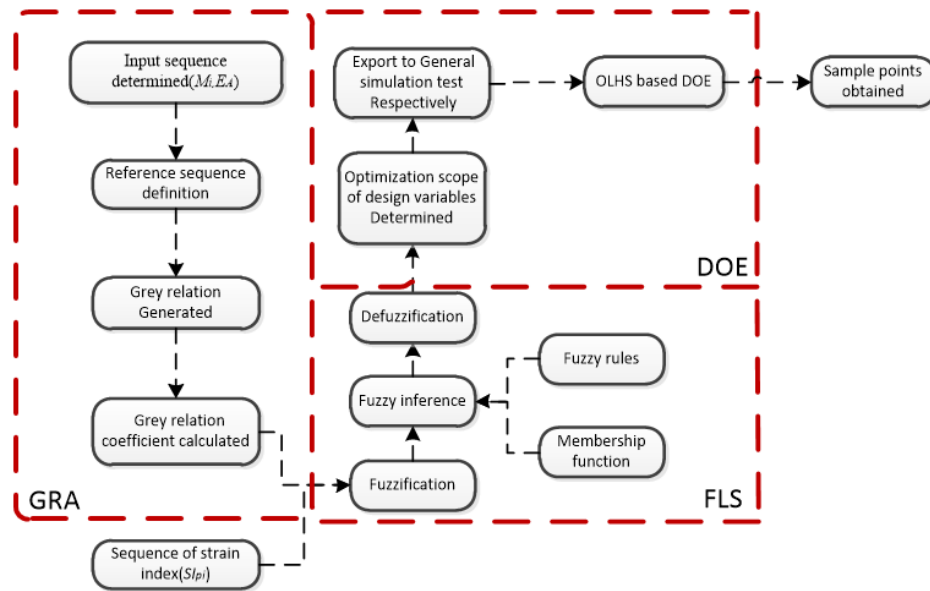 Input sequence
determined(Mi,EA)
Reference sequence
definition
Grey relation
Generated
Grey relation
coefficient calculated
GRA
Sequence of strain
index(SIpi)
Export to General
simulation test
Respectively
OLHS based DOE
Sample points
obtained
Optimization scope
of design variables
Determined
DOE
Defuzzification
Fuzzy inference
Fuzzification
Fuzzy rules
Membership
function
FLS